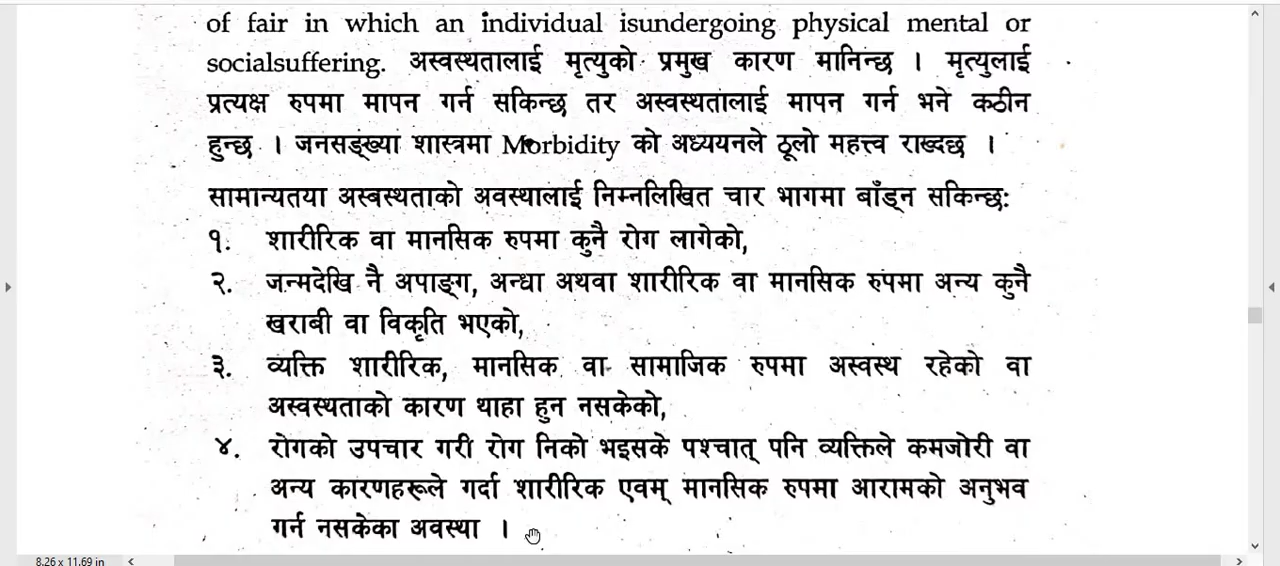 of fair in which an individual isundergoing physical mental or
socialsuffering. अस्वस्थतालाई मृत्युको प्रमुख कारण मानिन्छ । मृत्युलाई
प्रत्यक्ष रुपमा मापन गर्न सकिन्छ तर अस्वस्थतालाई मापन गर्न भने कठीन
हुन्छ । जनसङ्ख्या शास्त्रमा Morbidity को अध्ययनले ठूलो महत्त्व राख्दछ ।
सामान्यतया अस्बस्थताको अवस्थालाई निम्नलिखित चार भागमा बाँड्न सकिन्छ:
१. शारीरिक वा मानसिक रुपमा कुनै रोग लागेको,
२. जन्मदेखि नै अपाङ्ग, अन्धा अथवा शारीरिक वा मानसिक रुपमा अन्य कुनै
खराबी वा विकृति भएको,
३. व्यक्ति शारीरिक, मानसिक वा सामाजिक रुपमा अस्वस्थ रहेको वा
अस्वस्थताको कारण थाहा हुन नसकेको,
४. रोगको उपचार गरी रोग निको भइसके पश्चात् पनि व्यक्तिले कमजोरी वा
अन्य कारणहरूले गर्दा शारीरिक एवम् मानसिक रुपमा आरामको अनुभव
गर्न नसकेका अवस्था ।
8.26 x 11.69 in